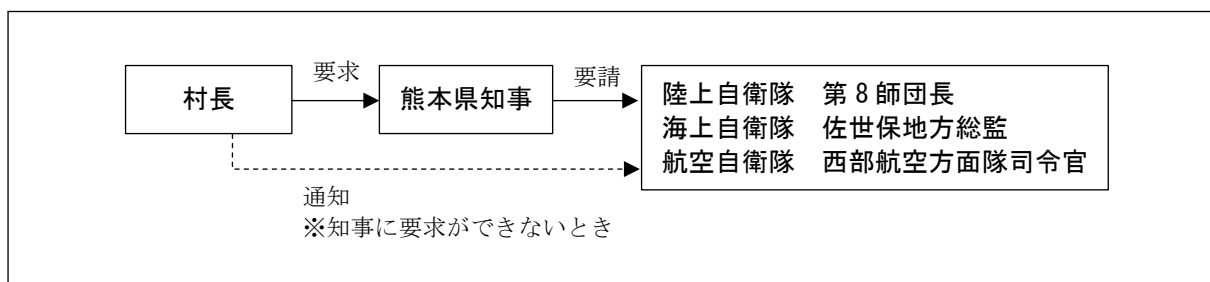 村長
要求
熊本県知事
要請
陸上自衛隊　第8師団長
海上自衛隊　佐世保地方総監
航空自衛隊　西部航空方面隊司令官
通知
※知事に要求ができないとき